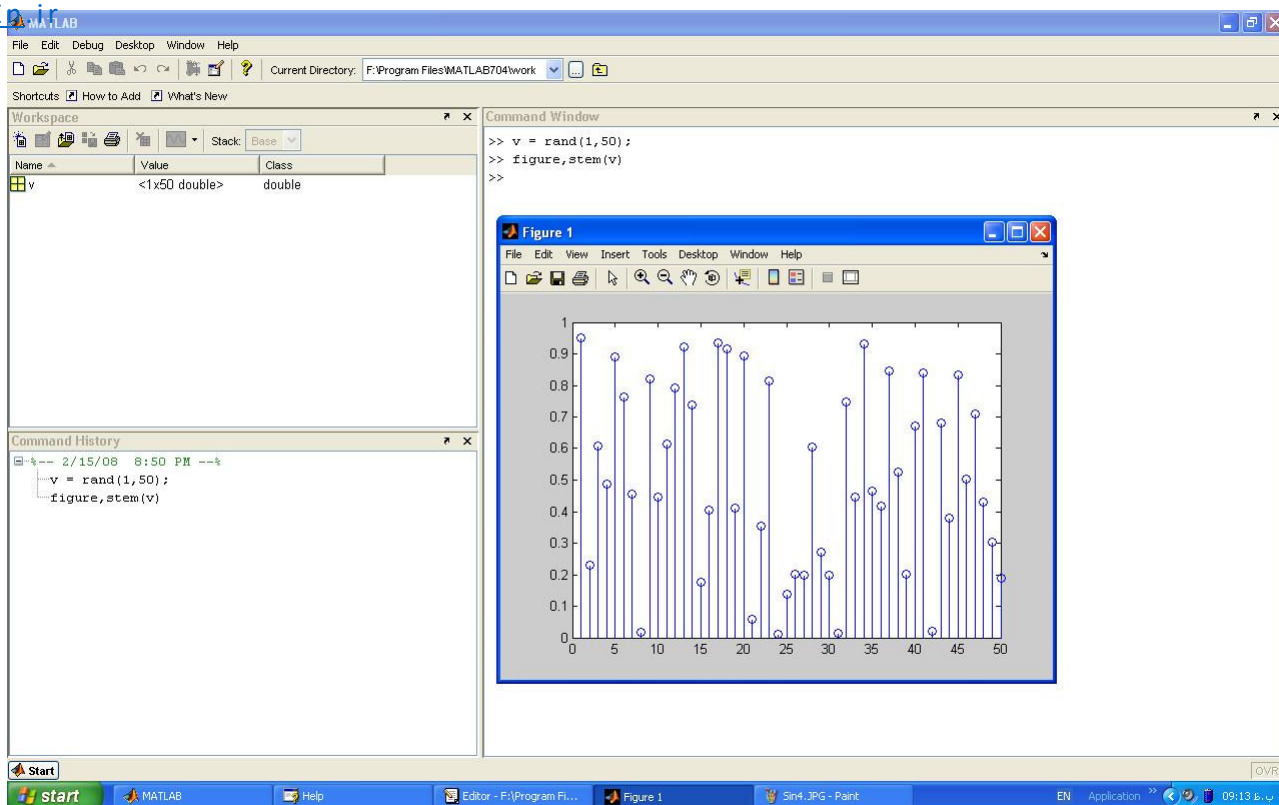 p.ir
MATLAB
File Edit Debug Desktop Window Help
Current Directory: F:\Program Files\MATLAB704\work
Shortcuts How to Add What's New
Workspace
Stack: Base
Name Value Class
v <1x50 double> double
Command History
%-- 2/15/08 8:50 PM --%
v = rand(1,50);
figure,stem(v)
Command Window
>> v = rand(1,50);
>> figure,stem(v)
>>
Figure 1
File Edit View Insert Tools Desktop Window Help
1
0.9
0.8
0.7
0.6
0.5
0.4
0.3
0.2
0.1
0
0 5 10 15 20 25 30 35 40 45 50
Start
OVR
start MATLAB Help Editor - F:\Program Fi... Figure 1 Sin4.JPG - Paint EN Application » 09:13 ب.ظ